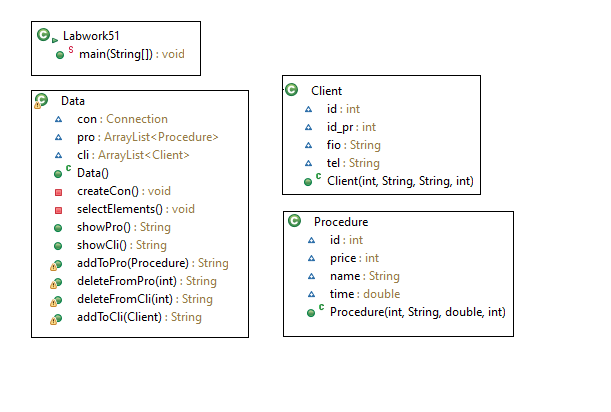 Labwork51
S main(String[]) : void
Data
con : Connection
pro : ArrayList<Procedure>
cli : ArrayList<Client>
C Data()
createCon() : void
selectElements() : void
showPro() : String
showCli() : String
addToPro(Procedure) : String
deleteFromPro(int) : String
deleteFromCli(int) : String
addToCli(Client) : String
Client
id : int
id_pr : int
fio : String
tel : String
C Client(int, String, String, int)
Procedure
id : int
price : int
name : String
time : double
C Procedure(int, String, double, int)